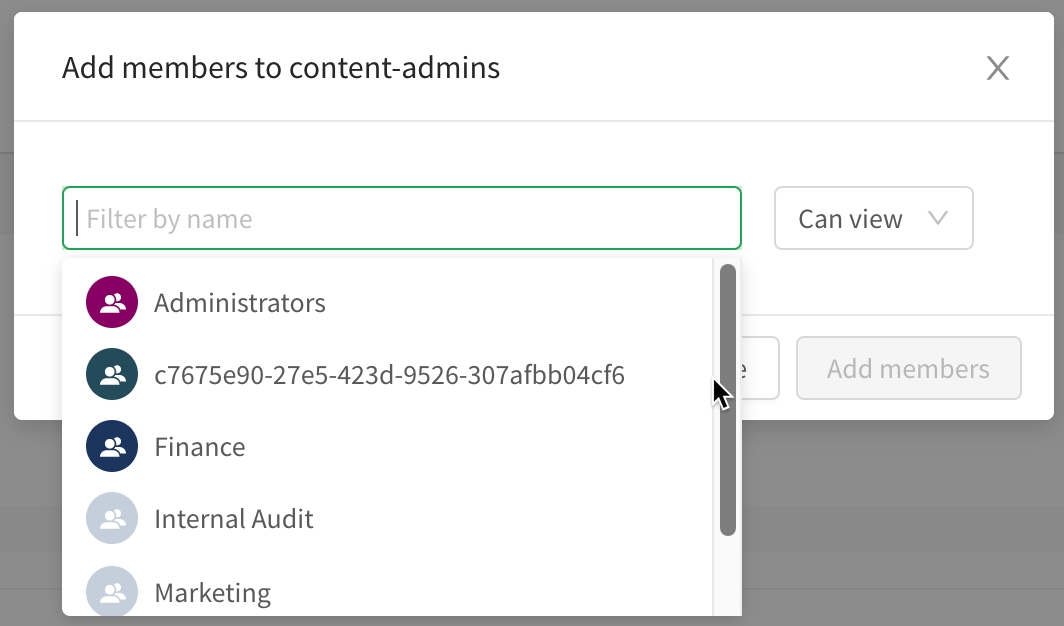 Add members to content-admins
Filter by name
Can view
Administrators
c7675e90-27e5-423d-9526-307afbb04cf6
e
Add members
Finance
Internal Audit
Marketing